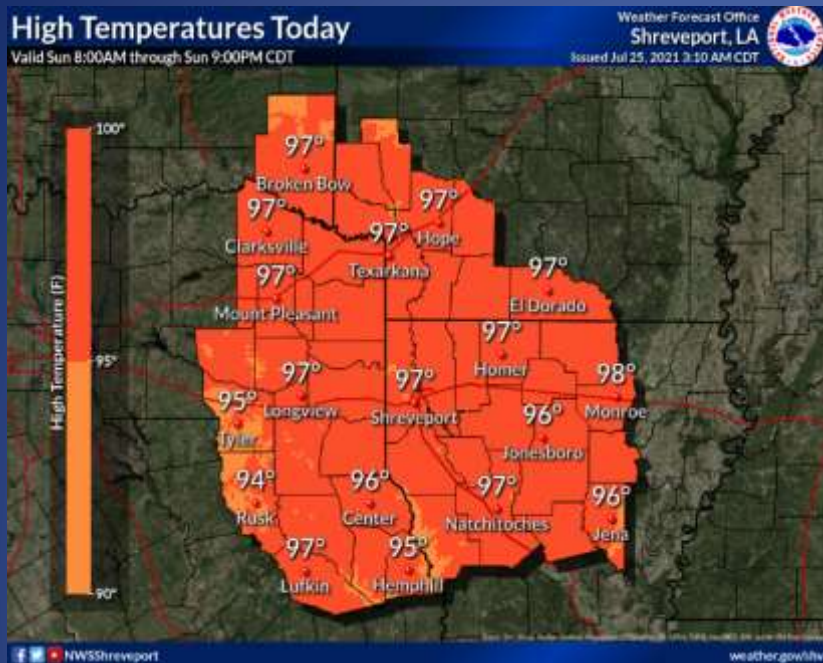 High Temperatures Today
Valid Sun 8:00AM through Sun 9:00PM CDT
Weather Forecast Office
Shreveport, LA
Issued Jul 25, 2021 3:10 AM CDT
100°
95°
90°
High Temperature (F)
97°
Broken Bow
97°
Clarksville
97°
Hope
97°
Texarkana
97°
Mount Pleasant
97°
El Dorado
97°
Homer
97°
Longview
97°
Shreveport
98°
Monroe
95°
Tyler
96°
Jonesboro
94°
Rusk
96°
Center
97°
Natchitoches
96°
Jena
97°
Lufkin
95°
Hemphill
NWSShreveport
weather.gov/shv